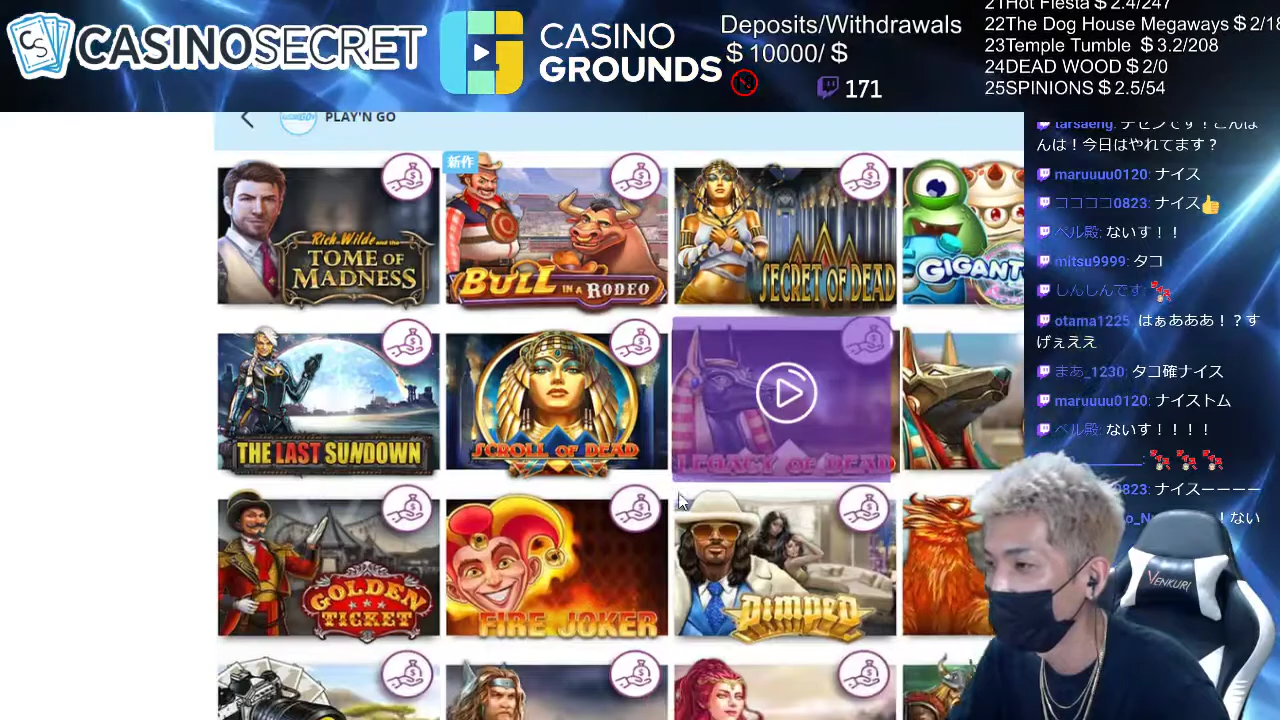 CASINOSECRET
CS
CASINO
GROUNDS
Deposits/Withdrawals
$ 10000/ $
171
21Hot Fiesta $ 2.4/247
22The Dog House Megaways $ 2/18
23Temple Tumble $ 3.2/208
24DEAD WOOD $ 2/0
25SPINIONS $ 2.5/54
PLAY'N GO
Rich Wilde and the
TOME OF
MADNESS
新作
BULL IN A RODEO
SECRET OF DEAD
GIGANT
THE LAST SUNDOWN
SCROLL OF DEAD
LEGACY OF DEAD
GOLDEN
TICKET
FIRE JOKER
PIMPED
んは！今日はやれてます？
maruuuu0120: ナイス
ココココ0823: ナイス👍
ベル殿: ないす！！
mitsu9999: タコ
しんしんです:
otama1225: はぁあああ！？す
げぇええ
まあ_1230: タコ確ナイス
maruuuu0120: ナイストム
ベル殿: ないす！！！！
0823: ナイスーーーー
！ない
VENKURI